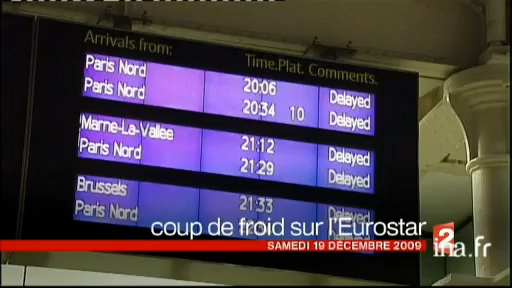 Arrivals from: Time. Plat. Comments.
Paris Nord 20:06 Delayed
Paris Nord 20:34 10 Delayed
Marne-La-Vallee 21:12 Delayed
Paris Nord 21:29 Delayed
Brussels 21:33 Delayed
Paris Nord Delayed
coup de froid sur l'Eurostar
SAMEDI 19 DÉCEMBRE 2009
2
ina.fr